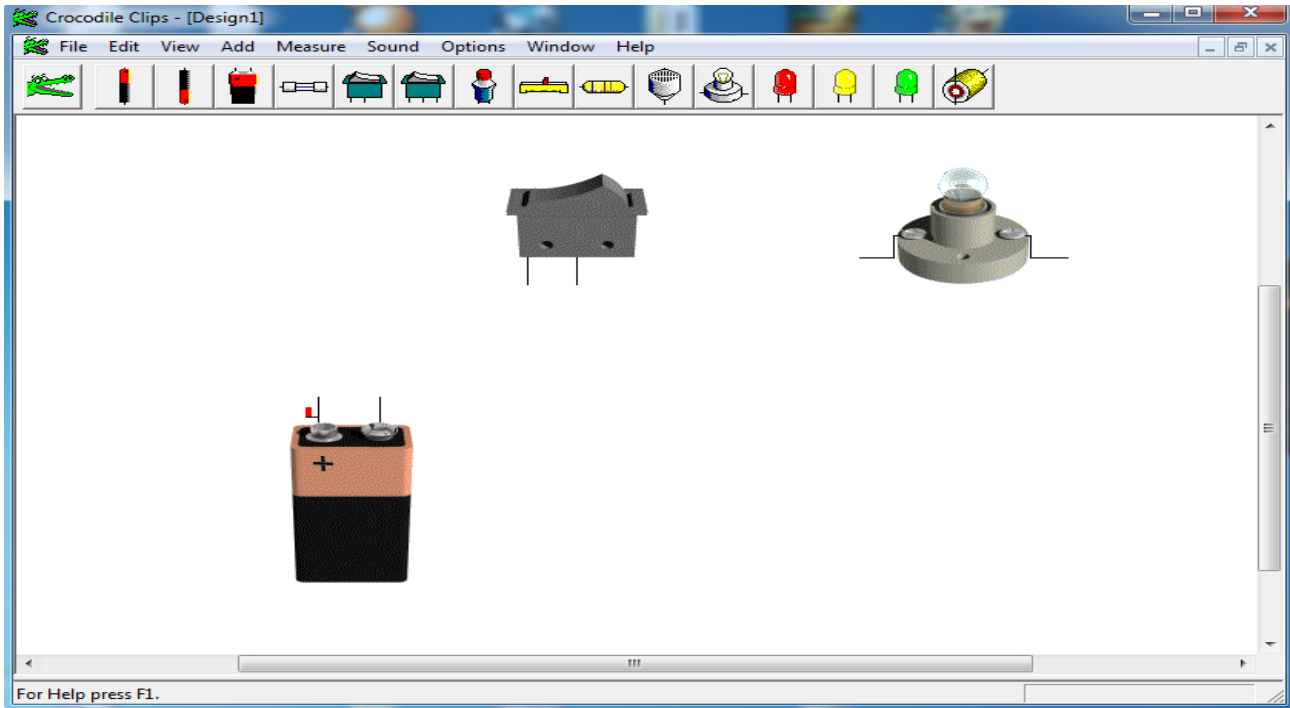 Crocodile Clips - [Design1]
File Edit View Add Measure Sound Options Window Help
+
For Help press F1.